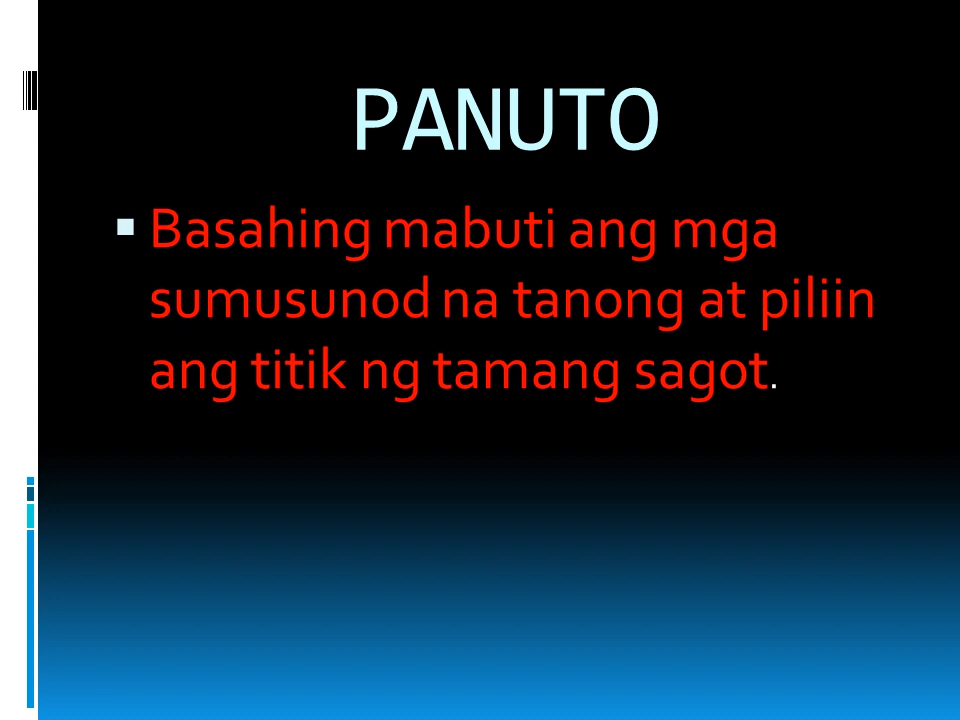 PANUTO
▪ Basahing mabuti ang mga
sumusunod na tanong at piliin
ang titik ng tamang sagot.